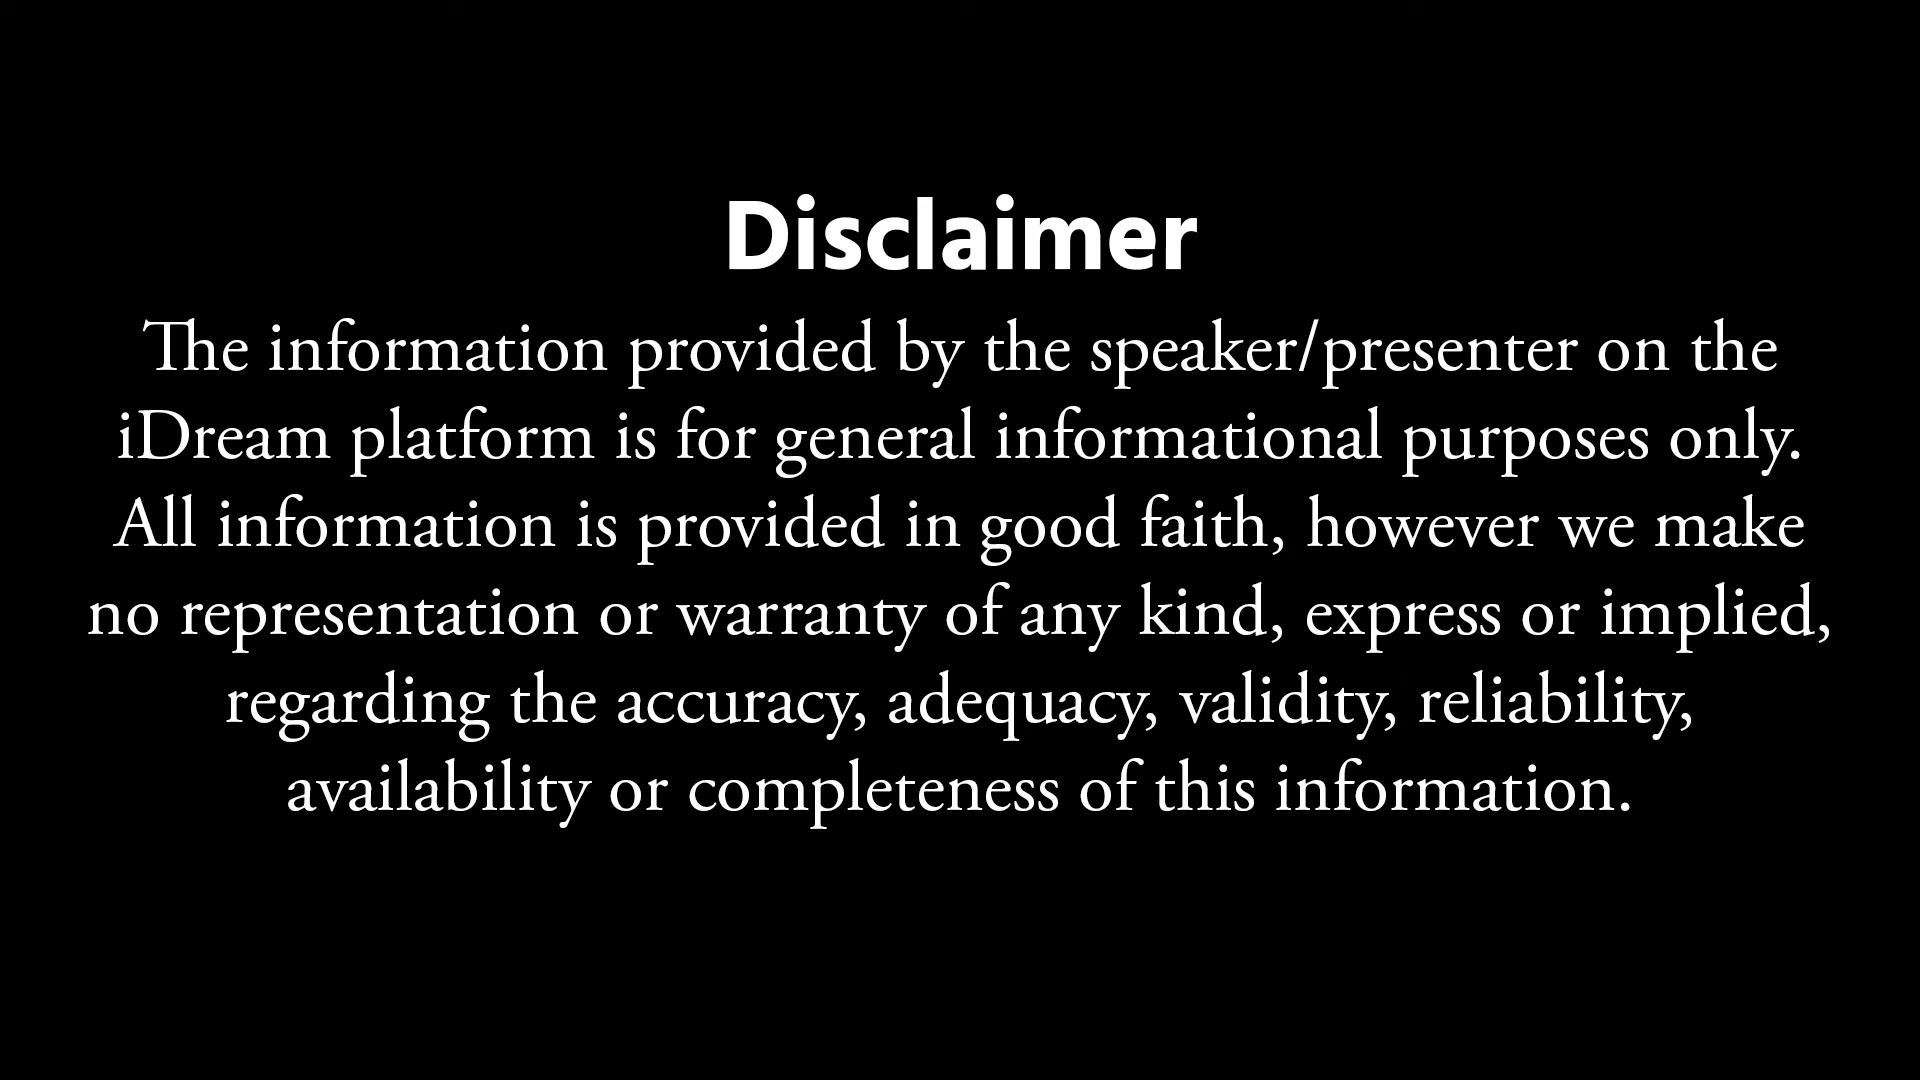 Disclaimer
The information provided by the speaker/presenter on the
iDream platform is for general informational purposes only.
All information is provided in good faith, however we make
no representation or warranty of any kind, express or implied,
regarding the accuracy, adequacy, validity, reliability,
availability or completeness of this information.